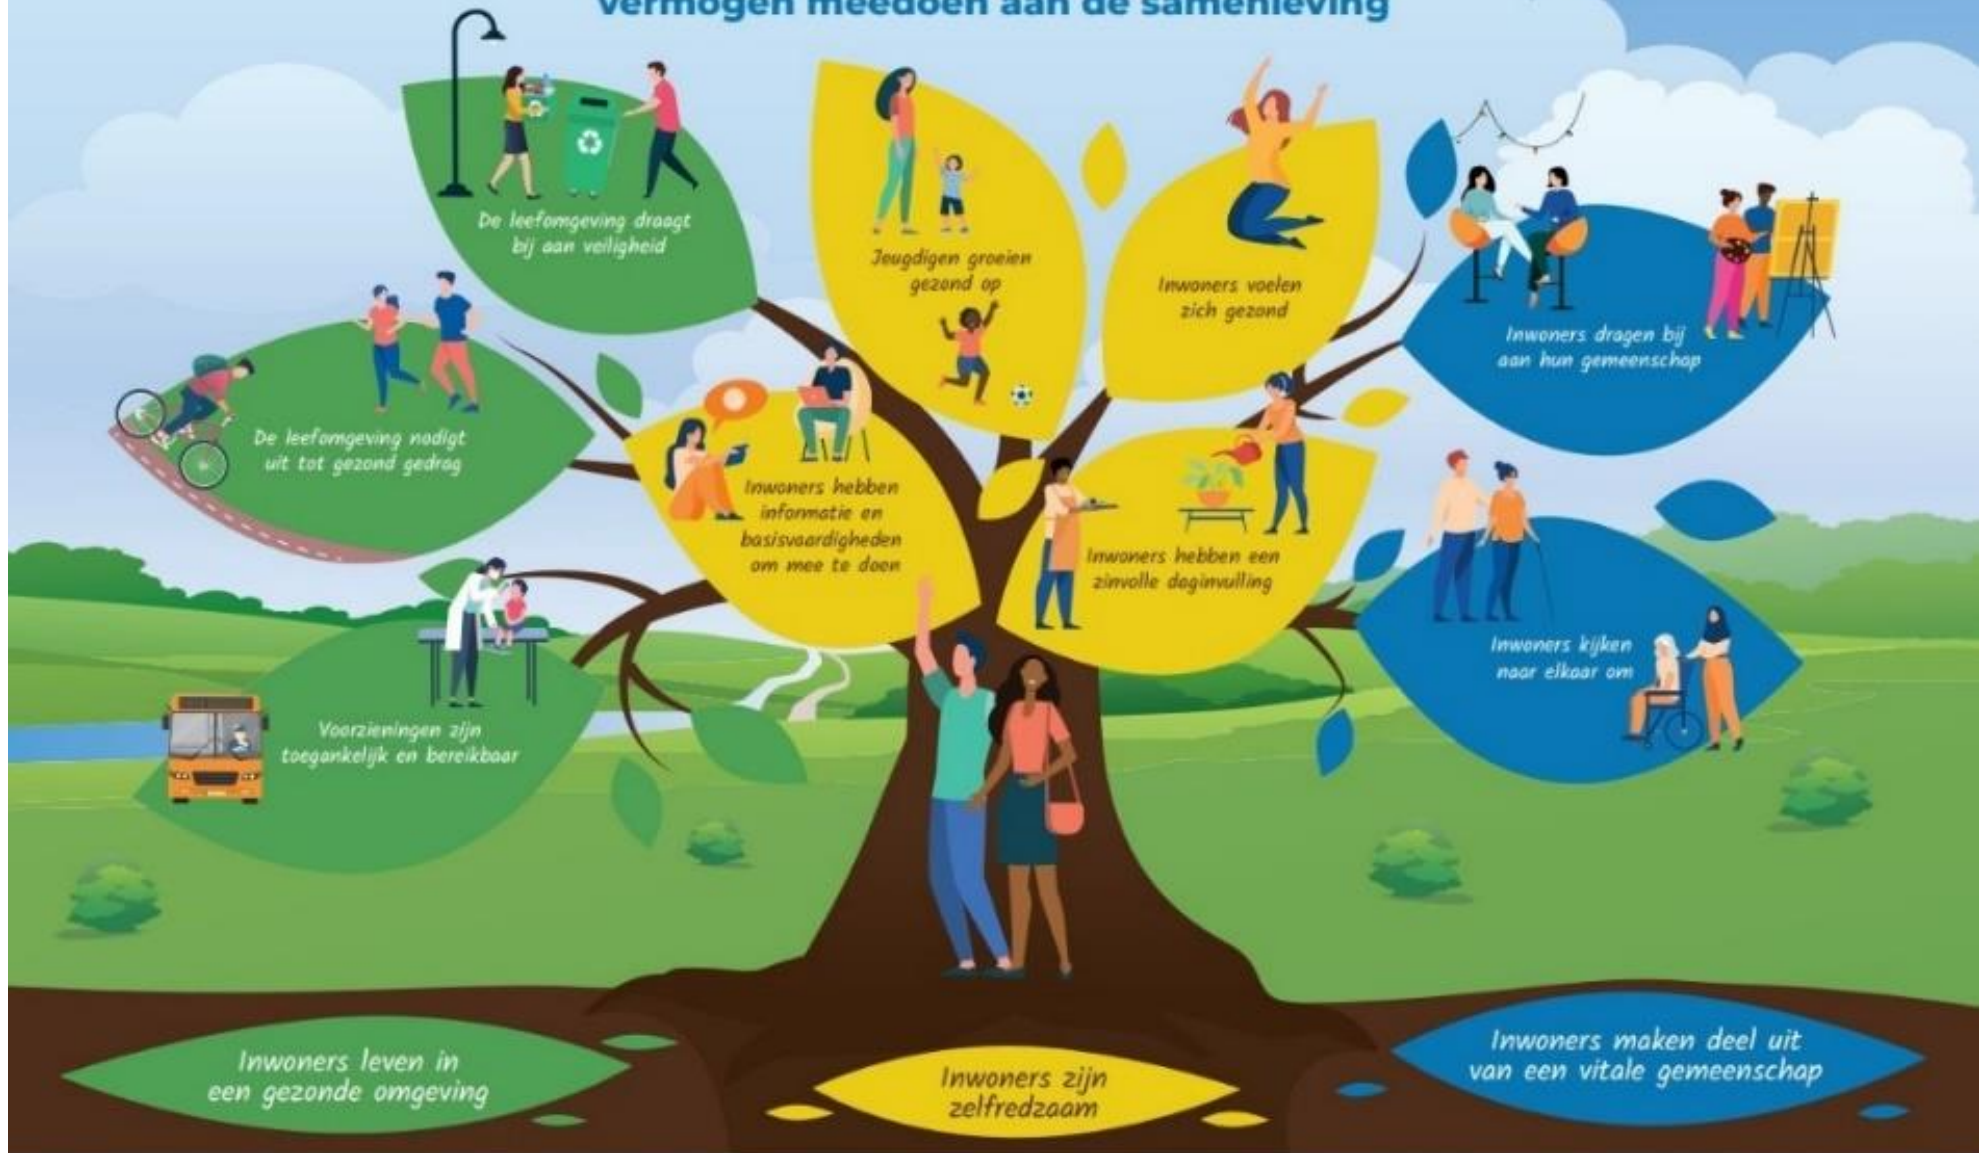 vermogen meedoen aan de samenleving
De leefomgeving draagt
bij aan veiligheid
Jeugdigen groeien
gezond op
Inwoners voelen
zich gezond
Inwoners dragen bij
aan hun gemeenschap
De leefomgeving nodigt
uit tot gezond gedrag
Inwoners hebben
informatie en
basisvaardigheden
om mee te doen
Inwoners hebben een
zinvolle daginvulling
Inwoners kijken
naar elkaar om
Voorzieningen zijn
toegankelijk en bereikbaar
Inwoners leven in
een gezonde omgeving
Inwoners zijn
zelfredzaam
Inwoners maken deel uit
van een vitale gemeenschap